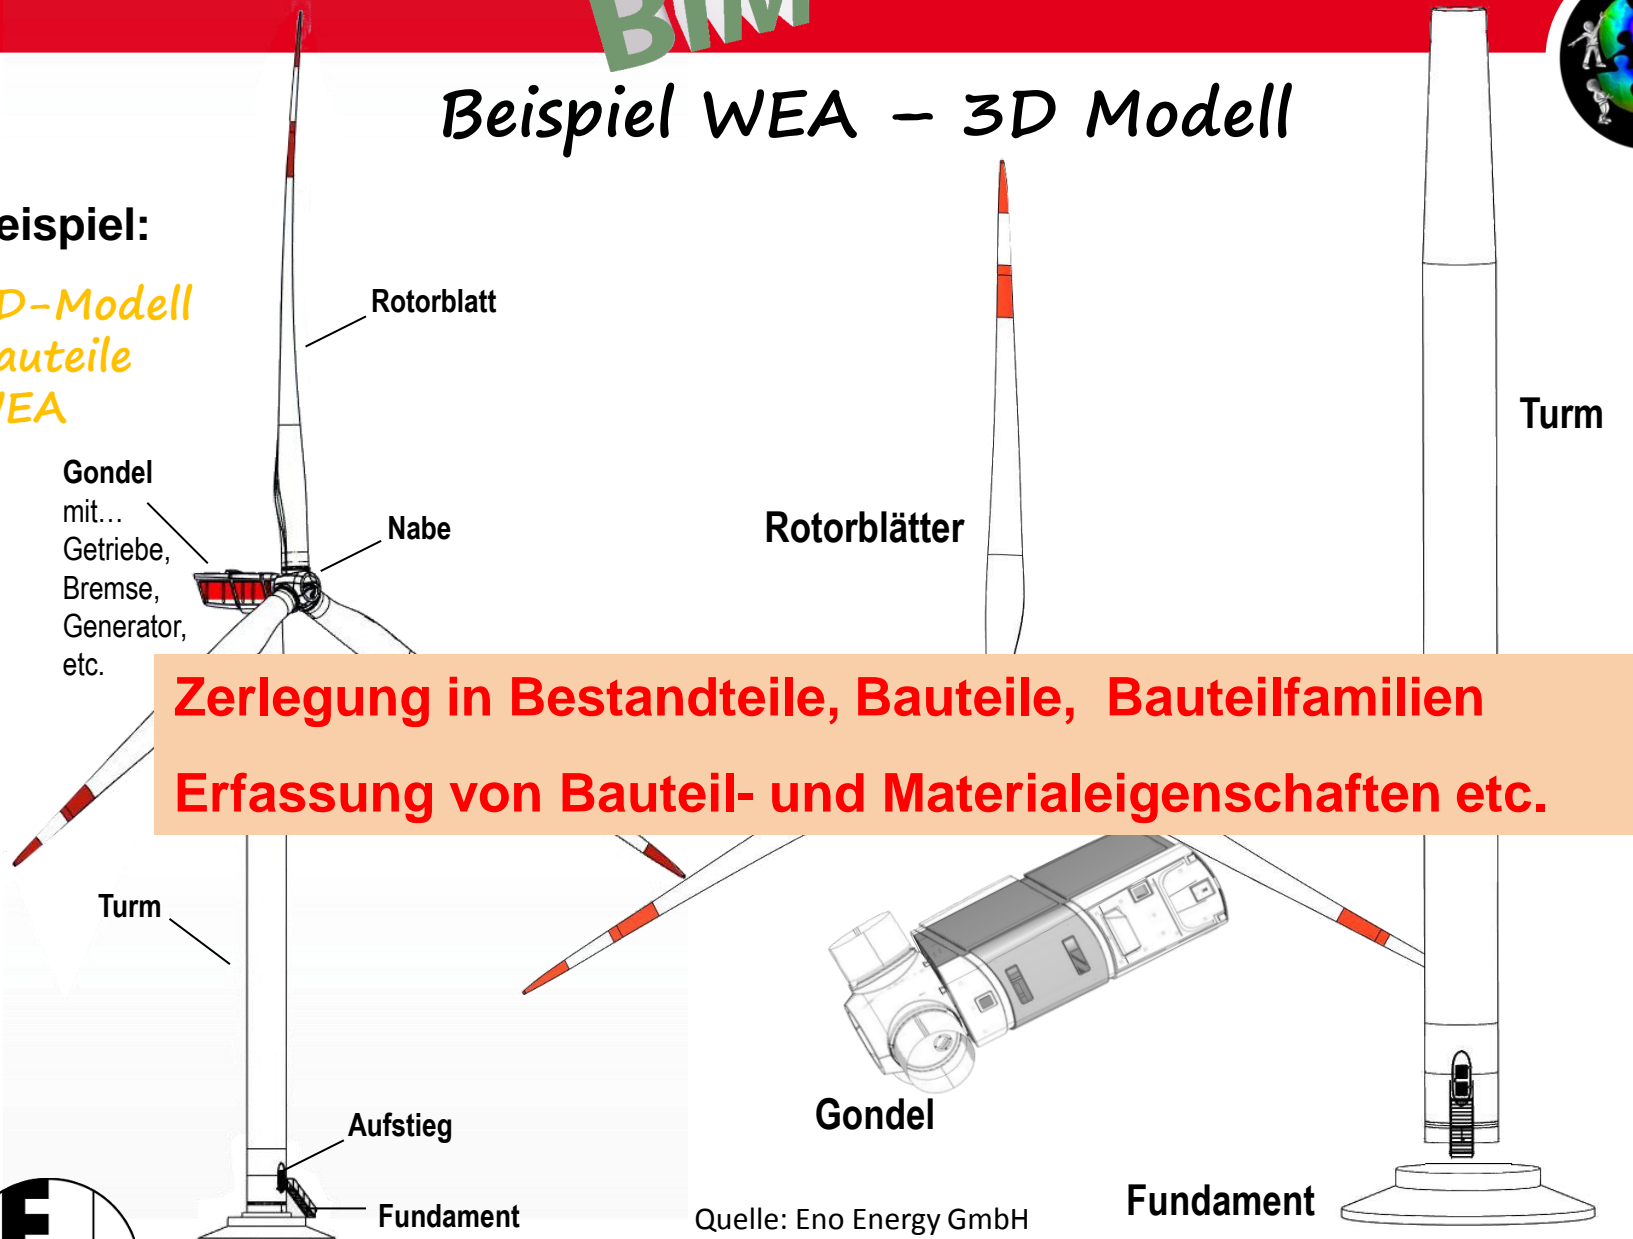 BIM
Beispiel WEA – 3D Modell
eispiel:
D-Modell
auteile
EA
Rotorblatt
Gondel
mit...
Getriebe,
Bremse,
Generator,
etc.
Nabe
Rotorblätter
Turm
Zerlegung in Bestandteile, Bauteile,  Bauteilfamilien
Erfassung von Bauteil- und Materialeigenschaften etc.
Turm
Aufstieg
Fundament
Gondel
Quelle: Eno Energy GmbH
Fundament